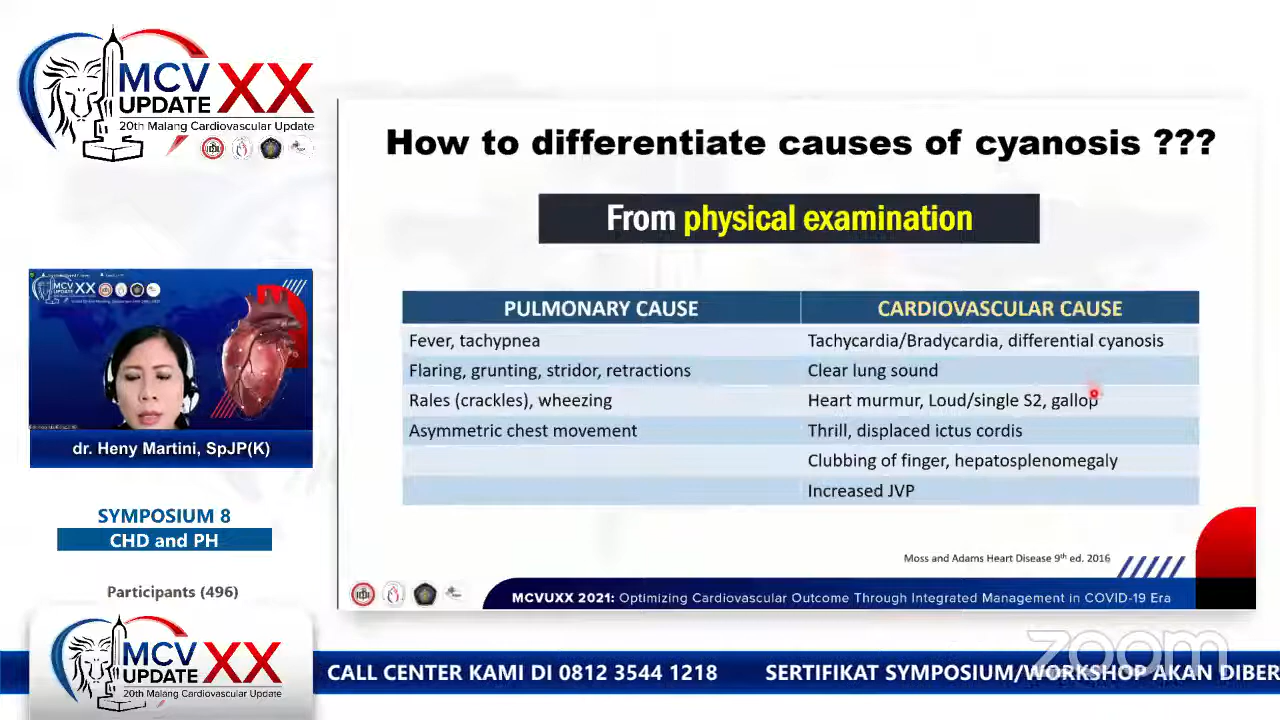 MCV XX
UPDATE
20th Malang Cardiovascular Update
How to differentiate causes of cyanosis ???
From physical examination
PULMONARY CAUSE CARDIOVASCULAR CAUSE
Fever, tachypnea Tachycardia/Bradycardia, differential cyanosis
Flaring, grunting, stridor, retractions Clear lung sound
Rales (crackles), wheezing Heart murmur, Loud/single S2, gallop
Asymmetric chest movement Thrill, displaced ictus cordis
Clubbing of finger, hepatosplenomegaly
Increased JVP
Moss and Adams Heart Disease 9th ed. 2016
MCVUXX 2021: Optimizing Cardiovascular Outcome Through Integrated Management in COVID-19 Era
MCV XX
UPDATE
dr. Heny Martini, SpJP(K)
SYMPOSIUM 8
CHD and PH
Participants (496)
MCV XX
UPDATE
20th Malang Cardiovascular Update
zoom
CALL CENTER KAMI DI 0812 3544 1218 SERTIFIKAT SYMPOSIUM/WORKSHOP AKAN DIBER